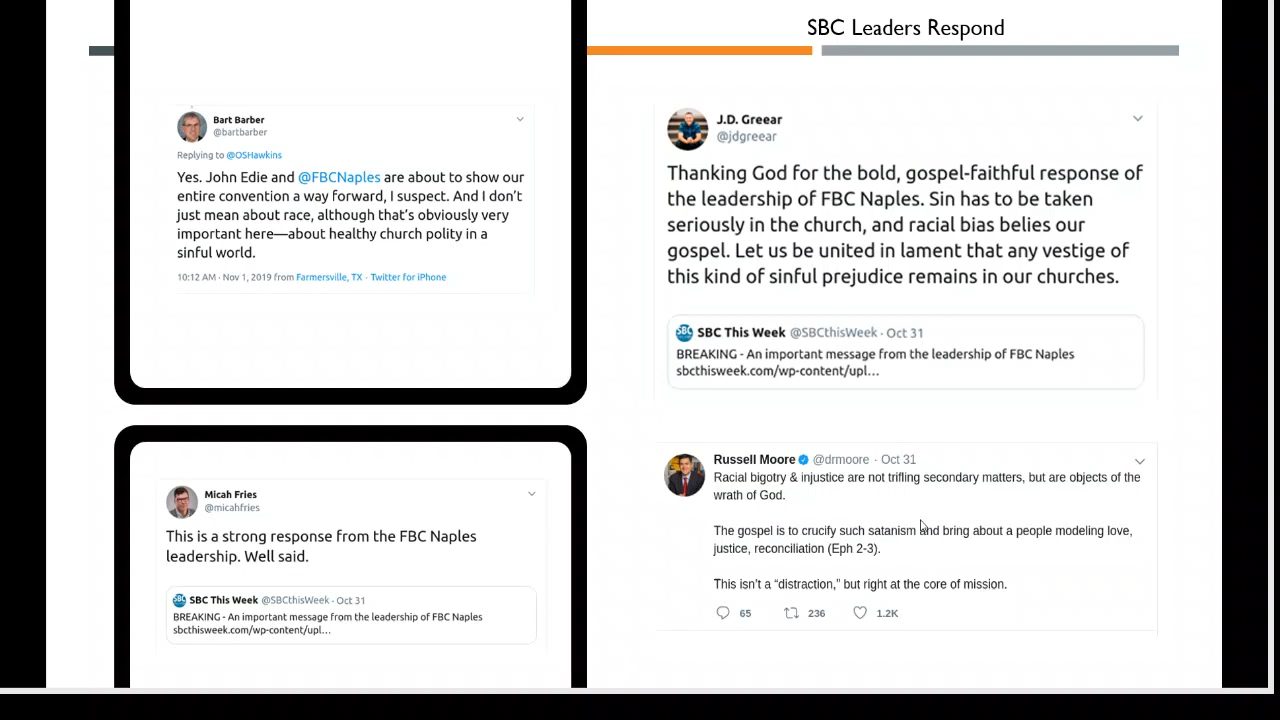 SBC Leaders Respond
Bart Barber
@bartbarber
Replying to @OSHawkins
Yes. John Edie and @FBCNaples are about to show our
entire convention a way forward, I suspect. And I don't
just mean about race, although that's obviously very
important here—about healthy church polity in a
sinful world.
10:12 AM · Nov 1, 2019 from Farmersville, TX · Twitter for iPhone
J.D. Greear
@jdgreear
Thanking God for the bold, gospel-faithful response of
the leadership of FBC Naples. Sin has to be taken
seriously in the church, and racial bias belies our
gospel. Let us be united in lament that any vestige of
this kind of sinful prejudice remains in our churches.
SBC SBC This Week @SBCthisWeek · Oct 31
BREAKING - An important message from the leadership of FBC Naples
sbcthisweek.com/wp-content/upl...
Micah Fries
@micahfries
This is a strong response from the FBC Naples
leadership. Well said.
SBC SBC This Week @SBCthisWeek · Oct 31
BREAKING - An important message from the leadership of FBC Naples
sbcthisweek.com/wp-content/upl...
Russell Moore @drmoore · Oct 31
Racial bigotry & injustice are not trifling secondary matters, but are objects of the
wrath of God.
The gospel is to crucify such satanism and bring about a people modeling love,
justice, reconciliation (Eph 2-3).
This isn't a “distraction,” but right at the core of mission.
65 236 1.2K